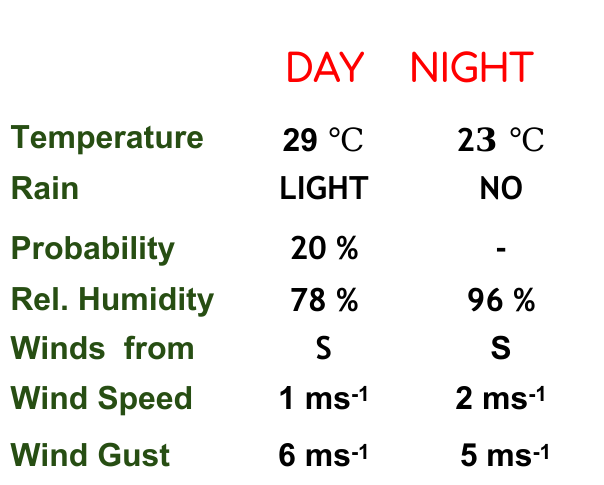 DAY NIGHT
Temperature 29 °C 23 °C
Rain LIGHT NO
Probability 20 % -
Rel. Humidity 78 % 96 %
Winds from S S
Wind Speed 1 ms⁻¹ 2 ms⁻¹
Wind Gust 6 ms⁻¹ 5 ms⁻¹